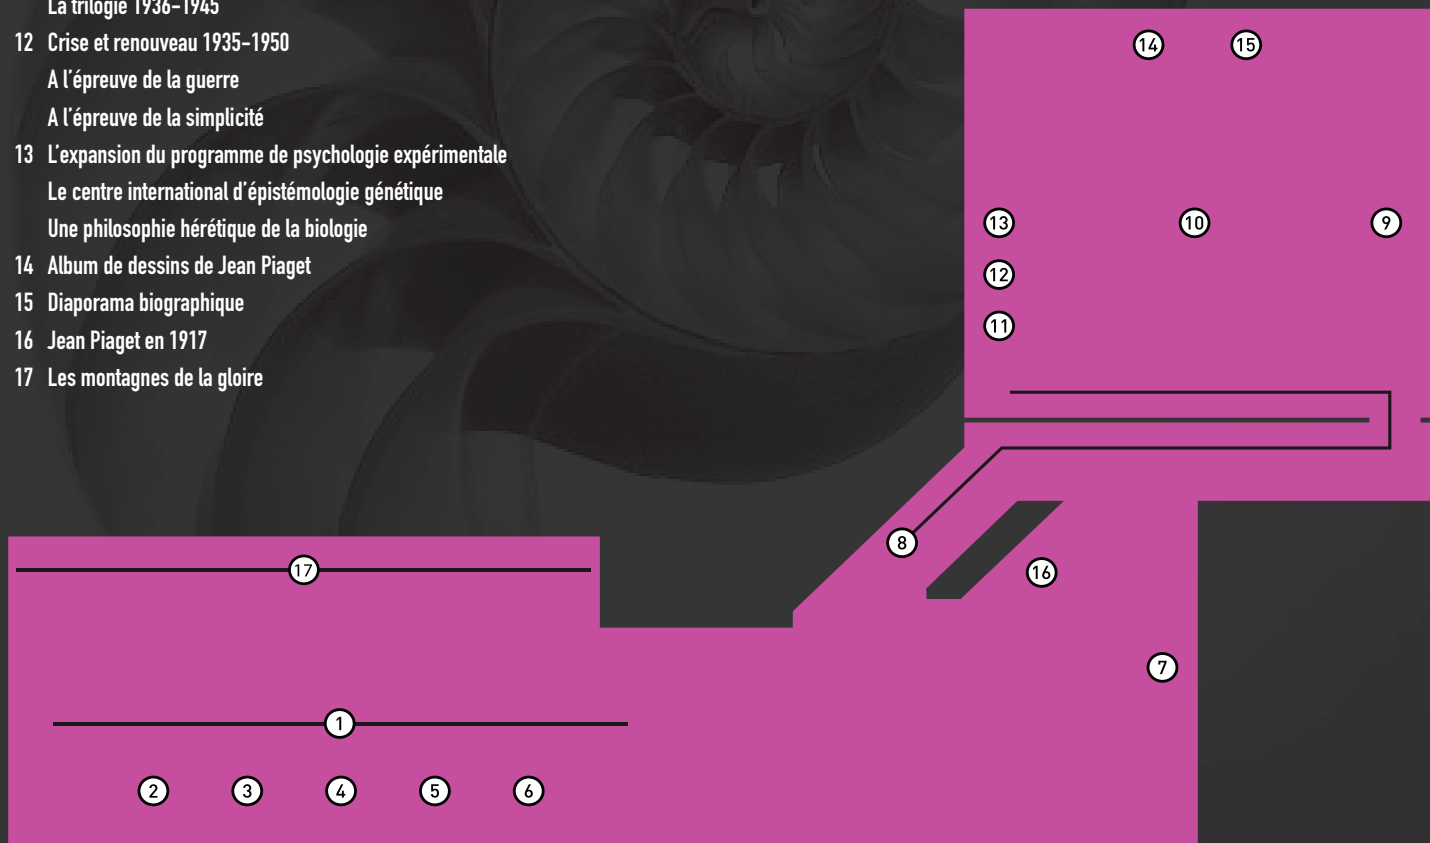 La trilogie 1936-1945
12 Crise et renouveau 1935-1950
A l'épreuve de la guerre
A l'épreuve de la simplicité
13 L'expansion du programme de psychologie expérimentale
Le centre international d'épistémologie génétique
Une philosophie hérétique de la biologie
14 Album de dessins de Jean Piaget
15 Diaporama biographique
16 Jean Piaget en 1917
17 Les montagnes de la gloire
14 15
13 10 9
12
11
8
17
16
7
1
2 3 4 5 6